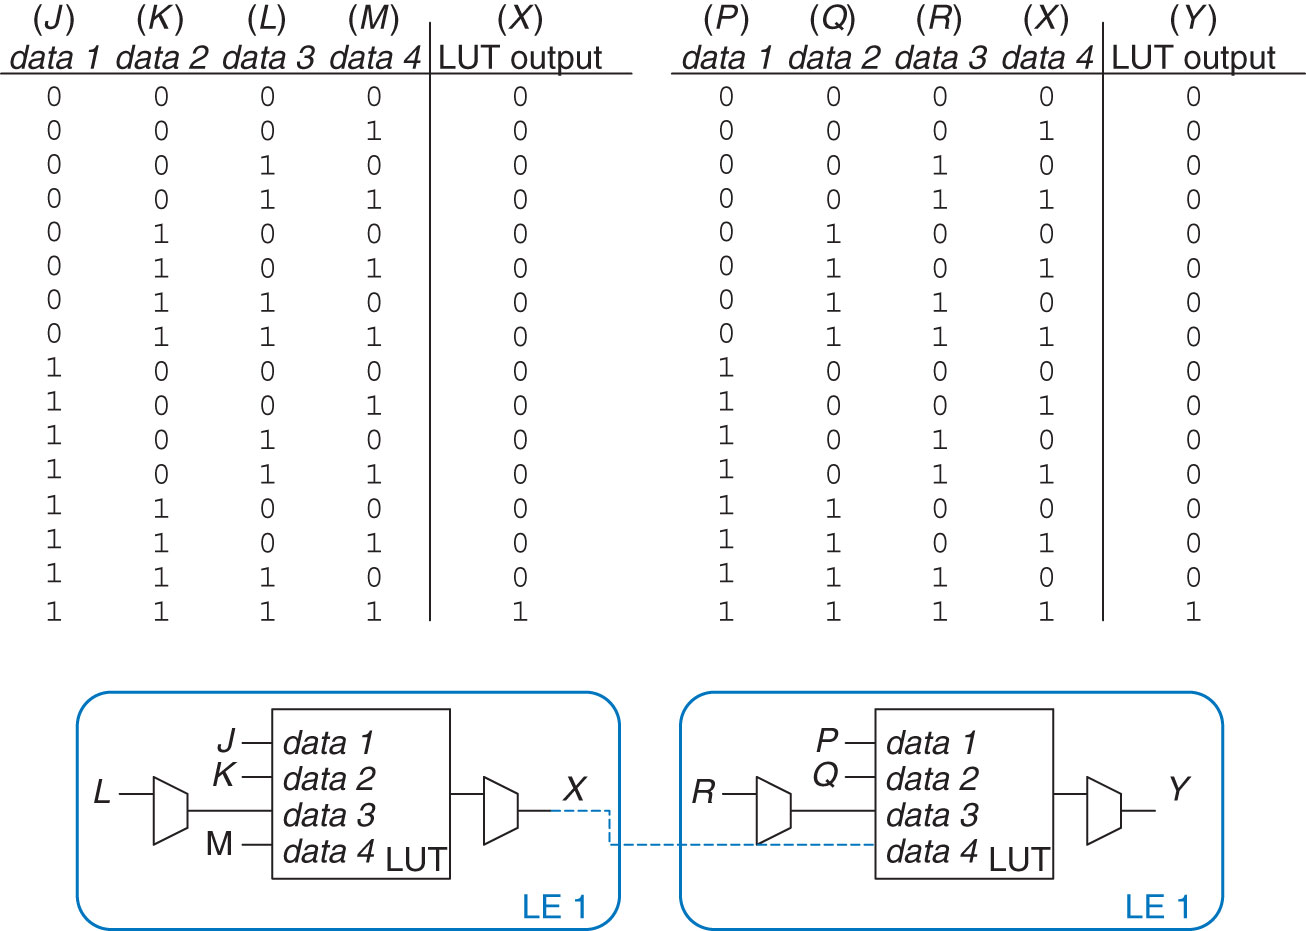 (J) (K) (L) (M) (X)
data 1 data 2 data 3 data 4 LUT output
0 0 0 0 0
0 0 0 1 0
0 0 1 0 0
0 0 1 1 0
0 1 0 0 0
0 1 0 1 0
0 1 1 0 0
0 1 1 1 0
1 0 0 0 0
1 0 0 1 0
1 0 1 0 0
1 0 1 1 0
1 1 0 0 0
1 1 0 1 0
1 1 1 0 0
1 1 1 1 1
(P) (Q) (R) (X) (Y)
data 1 data 2 data 3 data 4 LUT output
0 0 0 0 0
0 0 0 1 0
0 0 1 0 0
0 0 1 1 0
0 1 0 0 0
0 1 0 1 0
0 1 1 0 0
0 1 1 1 0
1 0 0 0 0
1 0 0 1 0
1 0 1 0 0
1 0 1 1 0
1 1 0 0 0
1 1 0 1 0
1 1 1 0 0
1 1 1 1 1
J data 1
K data 2
L data 3 X
M data 4 LUT
LE 1
P data 1
Q data 2
R data 3 Y
data 4 LUT
LE 1